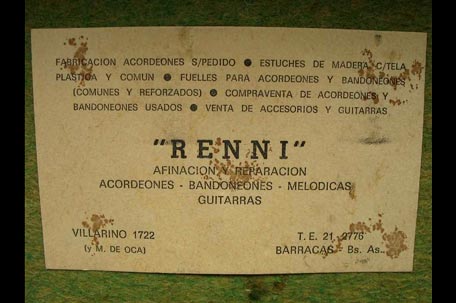 FABRICACION ACORDEONES S/PEDIDO ● ESTUCHES DE MADERA C/TELA
PLASTICA Y COMUN ● FUELLES PARA ACORDEONES Y BANDONEONES
(COMUNES Y REFORZADOS) ● COMPRAVENTA DE ACORDEONES Y
BANDONEONES USADOS ● VENTA DE ACCESORIOS Y GUITARRAS
"RENNI"
AFINACION Y REPARACION
ACORDEONES - BANDONEONES - MELODICAS
GUITARRAS
VILLARINO 1722
(y M. DE OCA)
T. E. 21 - 2776
BARRACAS - Bs. As.